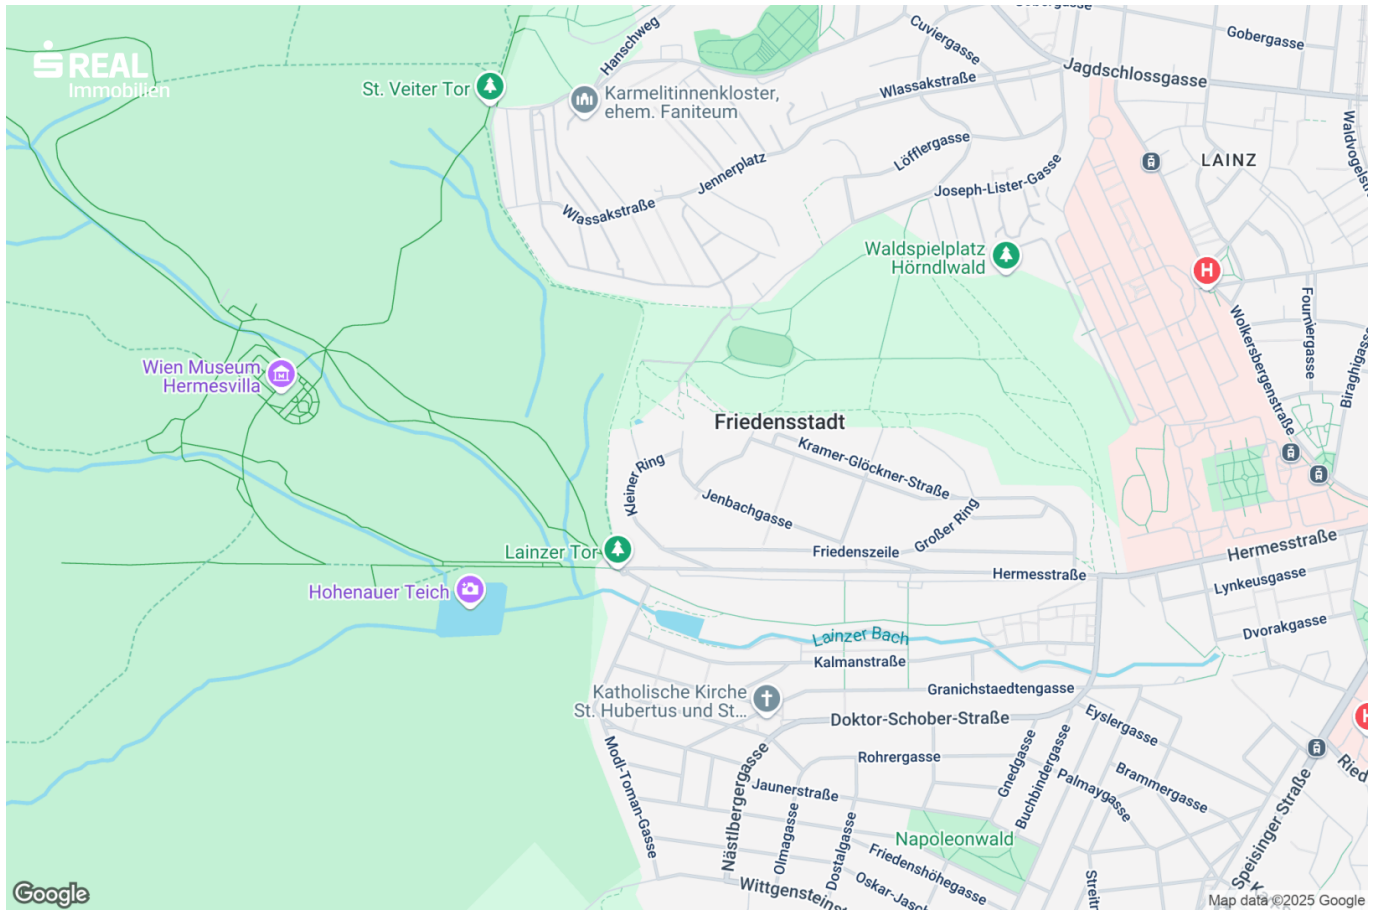 Gobergasse
Cuviergasse
Hanschweg
REAL
Immobilien
St. Veiter Tor
Karmelitinnenkloster,
ehem. Faniteum
Wlassakstraße
Jagdschlossgasse
Löfflergasse
LAINZ
Jennerplatz
Joseph-Lister-Gasse
Wlassakstraße
Waldspielplatz
Hörndlwald
H
Wolkersbergenstraße
Fourniergasse
Biraghigasse
Wien Museum
Hermesvilla
Friedensstadt
Kramer-Glöckner-Straße
Kleiner Ring
Jenbachgasse
Großer Ring
Lainzer Tor
Friedenszeile
Hermesstraße
Hermesstraße
Lynkeusgasse
Hohenauer Teich
Dvorakgasse
Lainzer Bach
Kalmanstraße
Katholische Kirche
St. Hubertus und St...
Granichstaedtengasse
Doktor-Schober-Straße
Eyslergasse
Modl-Toman-Gasse
Nästlbergergasse
Rohrergasse
Gnedgasse
Buchbindergasse
Palmaygasse
Brammergasse
Jaunerstraße
Olmagasse
Dostalgasse
Napoleonwald
Friedenshöhegasse
Speisinger Straße
Google
Map data ©2025 Google